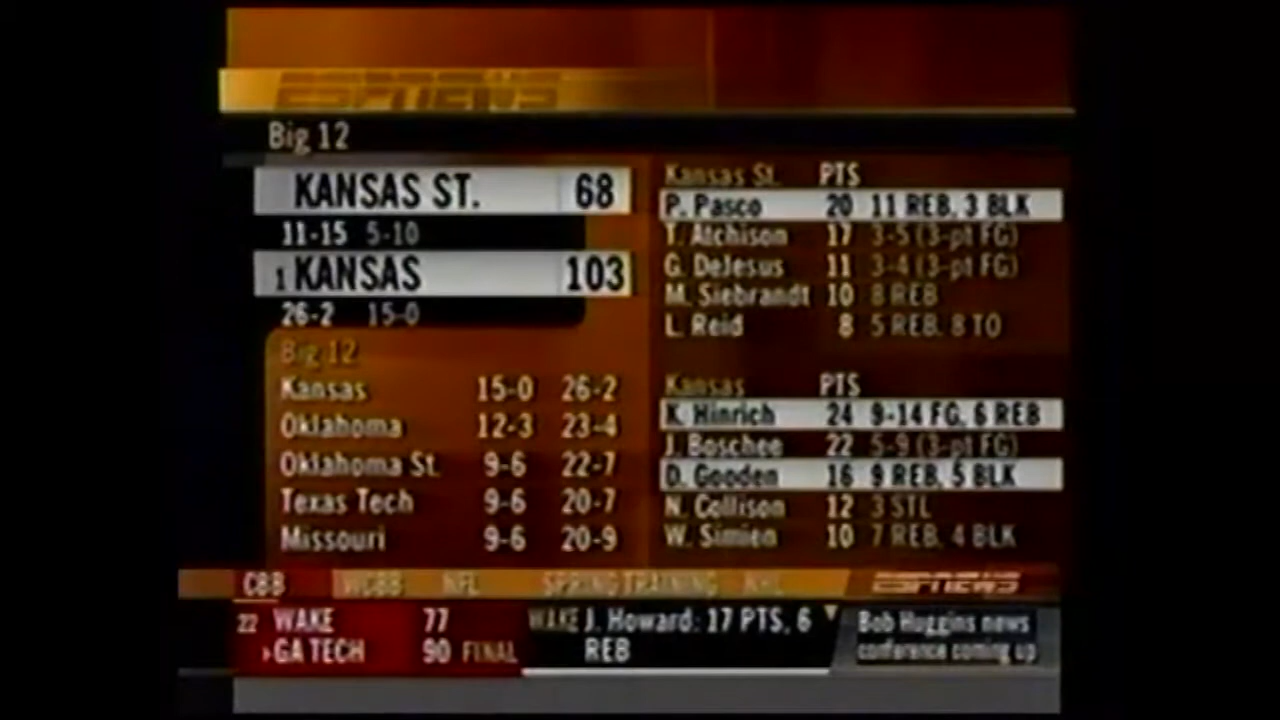 ESPNEWS
Big 12
KANSAS ST. 68
11-15 5-10
1 KANSAS 103
26-2 15-0
Big 12
Kansas 15-0 26-2
Oklahoma 12-3 23-4
Oklahoma St. 9-6 22-7
Texas Tech 9-6 20-7
Missouri 9-6 20-9
Kansas St. PTS
P. Pasco 20 11 REB, 3 BLK
T. Atchison 17 3-5 (3-pt FG)
G. DeJesus 11 3-4 (3-pt FG)
M. Siebrandt 10 8 REB
L. Reid 8 5 REB, 8 TO
Kansas PTS
K. Hinrich 24 9-14 FG, 6 REB
J. Boschee 22 5-9 (3-pt FG)
D. Gooden 16 9 REB, 5 BLK
N. Collison 12 3 STL
W. Simien 10 7 REB, 4 BLK
CBB WCBB NFL SPRING TRAINING NHL ESPNEWS
22 WAKE 77
GA TECH 90 FINAL
WAKE J. Howard: 17 PTS, 6
REB
Bob Huggins news
conference coming up